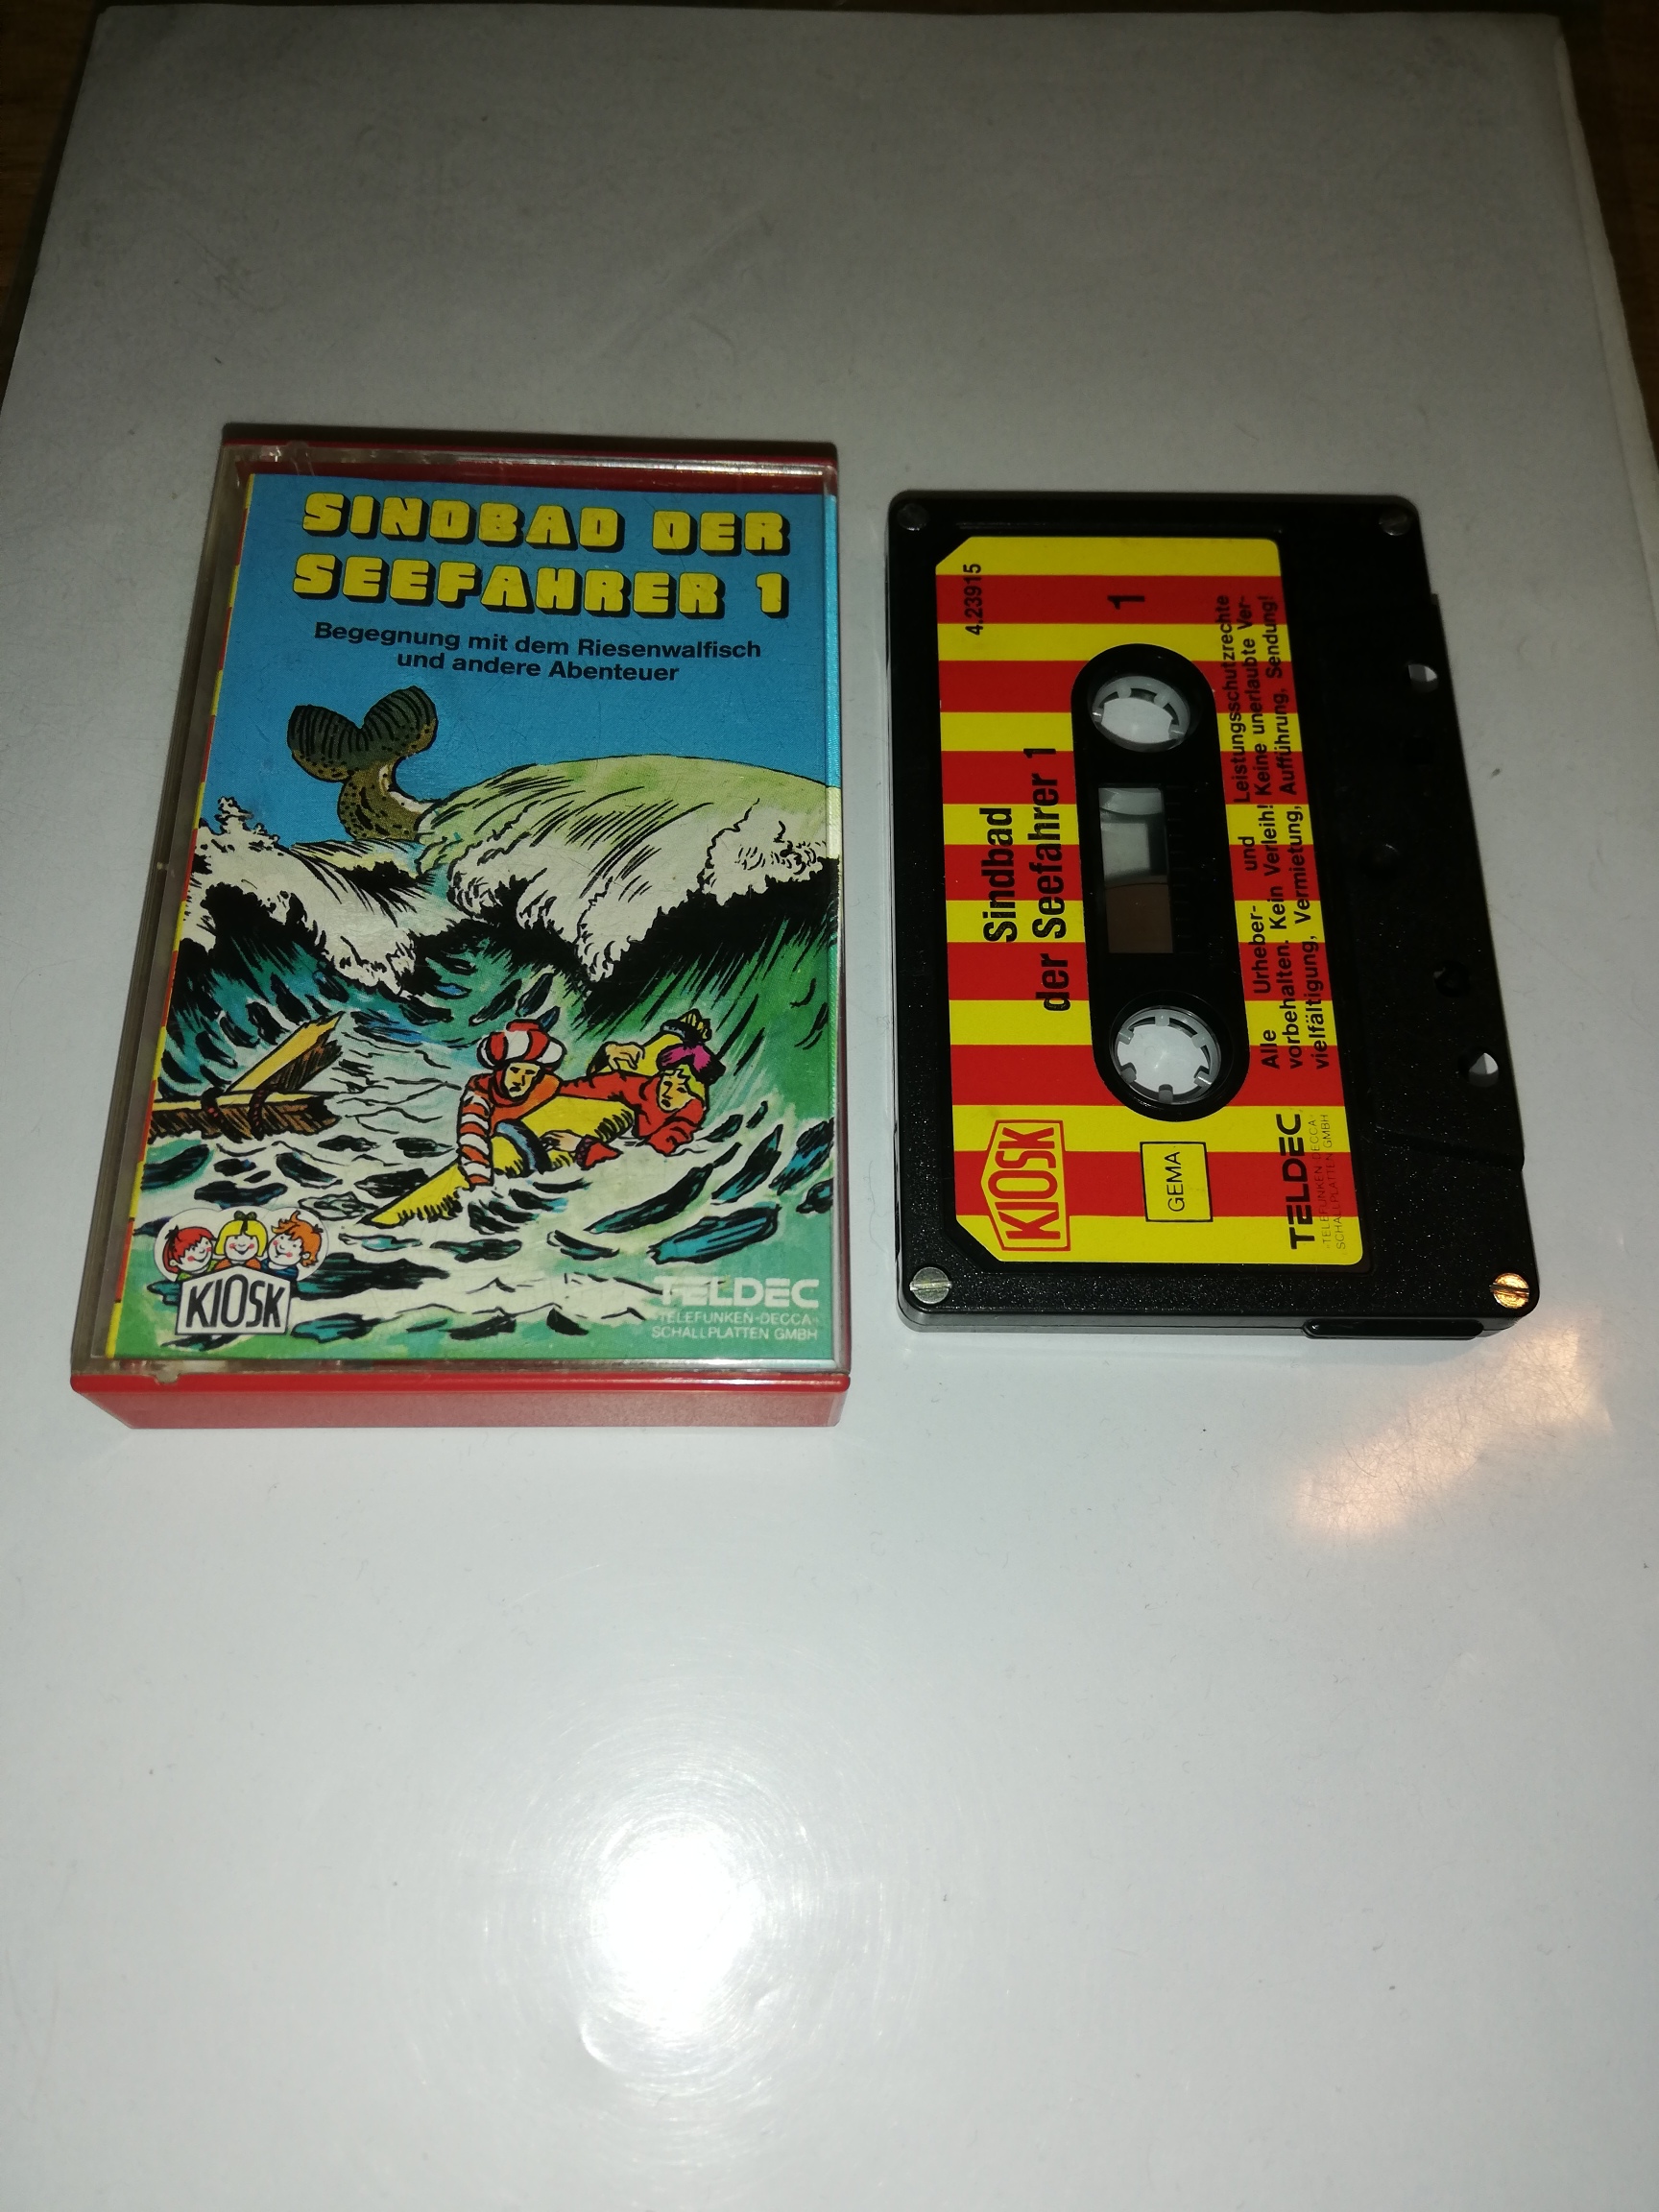 SINDBAD DER
SEEFAHRER 1
Begegnung mit dem Riesenwalfisch
und andere Abenteuer
KIOSK
TELDEC
»TELEFUNKEN-DECCA«
SCHALLPLATTEN GMBH
4.23915
Sindbad
der Seefahrer 1
1
KIOSK
GEMA
Alle Urheber- und Leistungsschutzrechte
vorbehalten. Kein Verleih! Keine unerlaubte Ver-
vielfältigung, Vermietung, Aufführung, Sendung!
TELDEC
»TELEFUNKEN-DECCA«
SCHALLPLATTEN GMBH